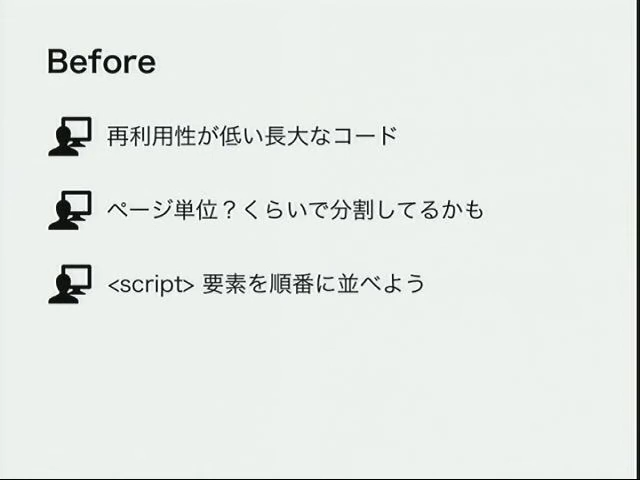 Before
再利用性が低い長大なコード
ページ単位？くらいで分割してるかも
<script> 要素を順番に並べよう